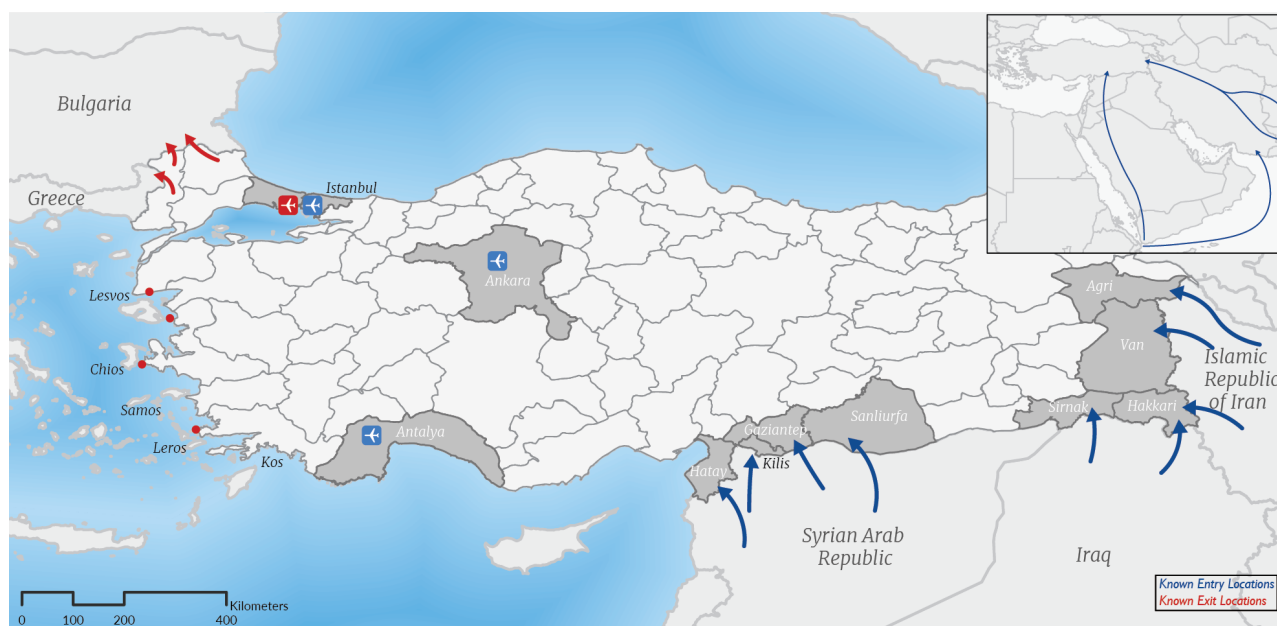 Bulgaria
Greece
Istanbul
Ankara
Lesvos
Chios
Samos
Leros
Kos
Antalya
Agri
Van
Islamic
Republic
of Iran
Sirnak
Hakkari
Sanliurfa
Gaziantep
Hatay
Kilis
Syrian Arab
Republic
Iraq
0 100 200 400
Kilometers
Known Entry Locations
Known Exit Locations